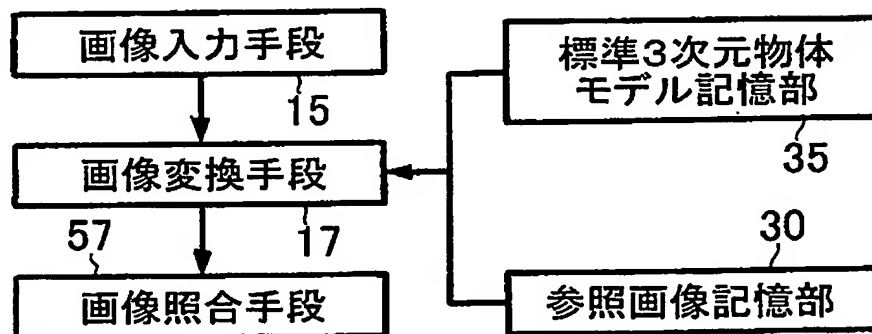 画像入力手段
15
標準3次元物体
モデル記憶部
35
画像変換手段
17
57
画像照合手段
30
参照画像記憶部